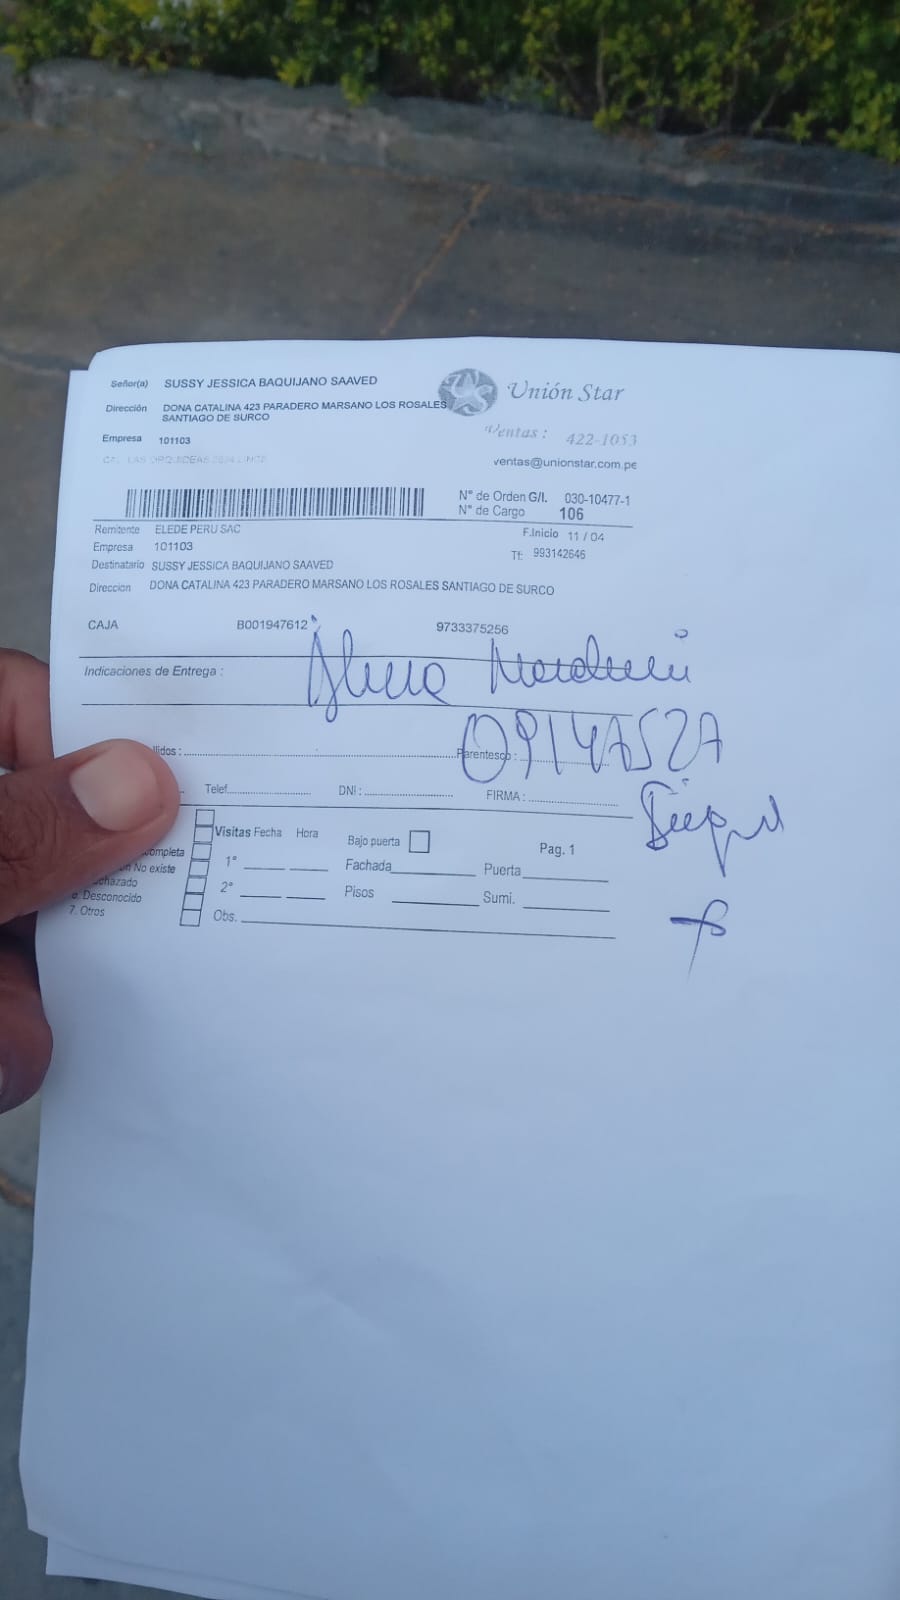 Señor(a) SUSSY JESSICA BAQUIJANO SAAVED
Dirección DONA CATALINA 423 PARADERO MARSANO LOS ROSALES
SANTIAGO DE SURCO
Empresa 101103
Unión Star
Ventas : 422-1053
ventas@unionstar.com.pe
N° de Orden G/I. 030-10477-1
N° de Cargo 106
Remitente ELEDE PERU SAC
F.Inicio 11 / 04
Empresa 101103
Tf: 993142646
Destinatario SUSSY JESSICA BAQUIJANO SAAVED
Direccion DONA CATALINA 423 PARADERO MARSANO LOS ROSALES SANTIAGO DE SURCO
CAJA B001947612 9733375256
Indicaciones de Entrega :
09147527
llidos : Parentesco :
Telef. DNI : FIRMA :
Visitas Fecha Hora Bajo puerta Pag. 1
ompleta 1° Fachada Puerta
No existe
chazado 2° Pisos Sumi.
Desconocido
7. Otros Obs.